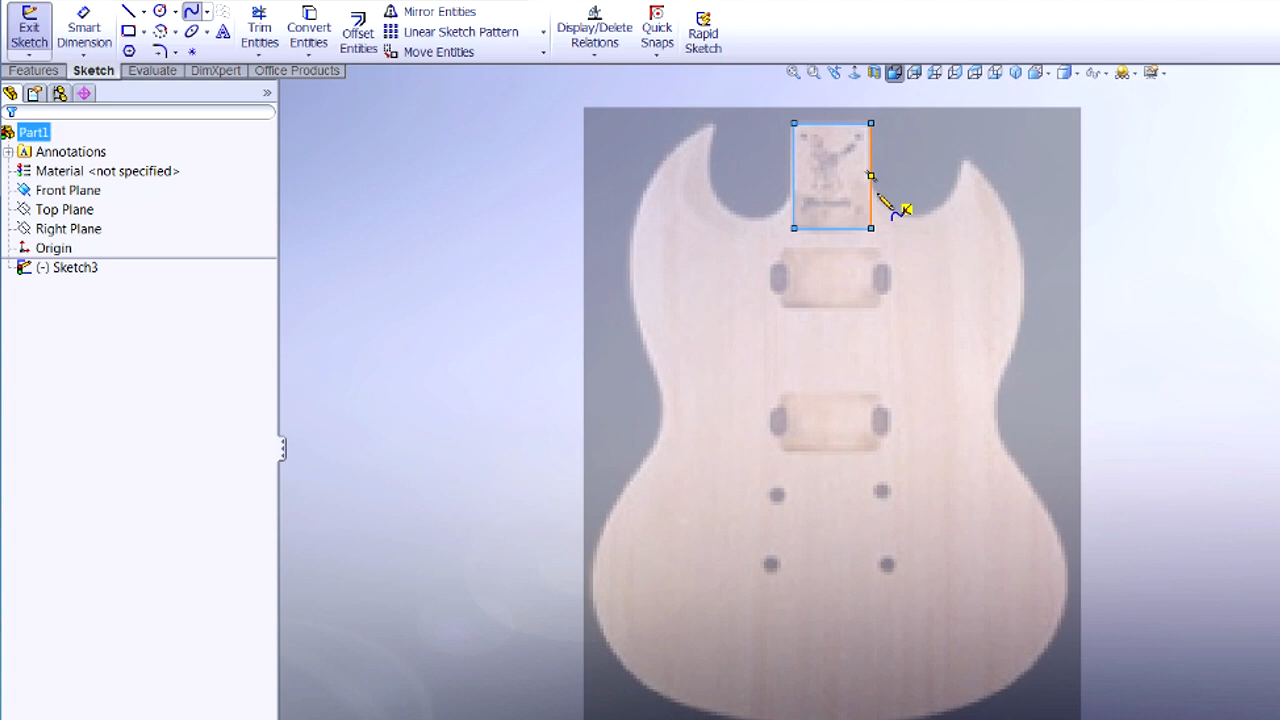 Exit Sketch
Smart Dimension
Trim Entities
Convert Entities
Offset Entities
Mirror Entities
Linear Sketch Pattern
Move Entities
Display/Delete Relations
Quick Snaps
Rapid Sketch
Features
Sketch
Evaluate
DimXpert
Office Products
Part1
Annotations
Material <not specified>
Front Plane
Top Plane
Right Plane
Origin
(-) Sketch3